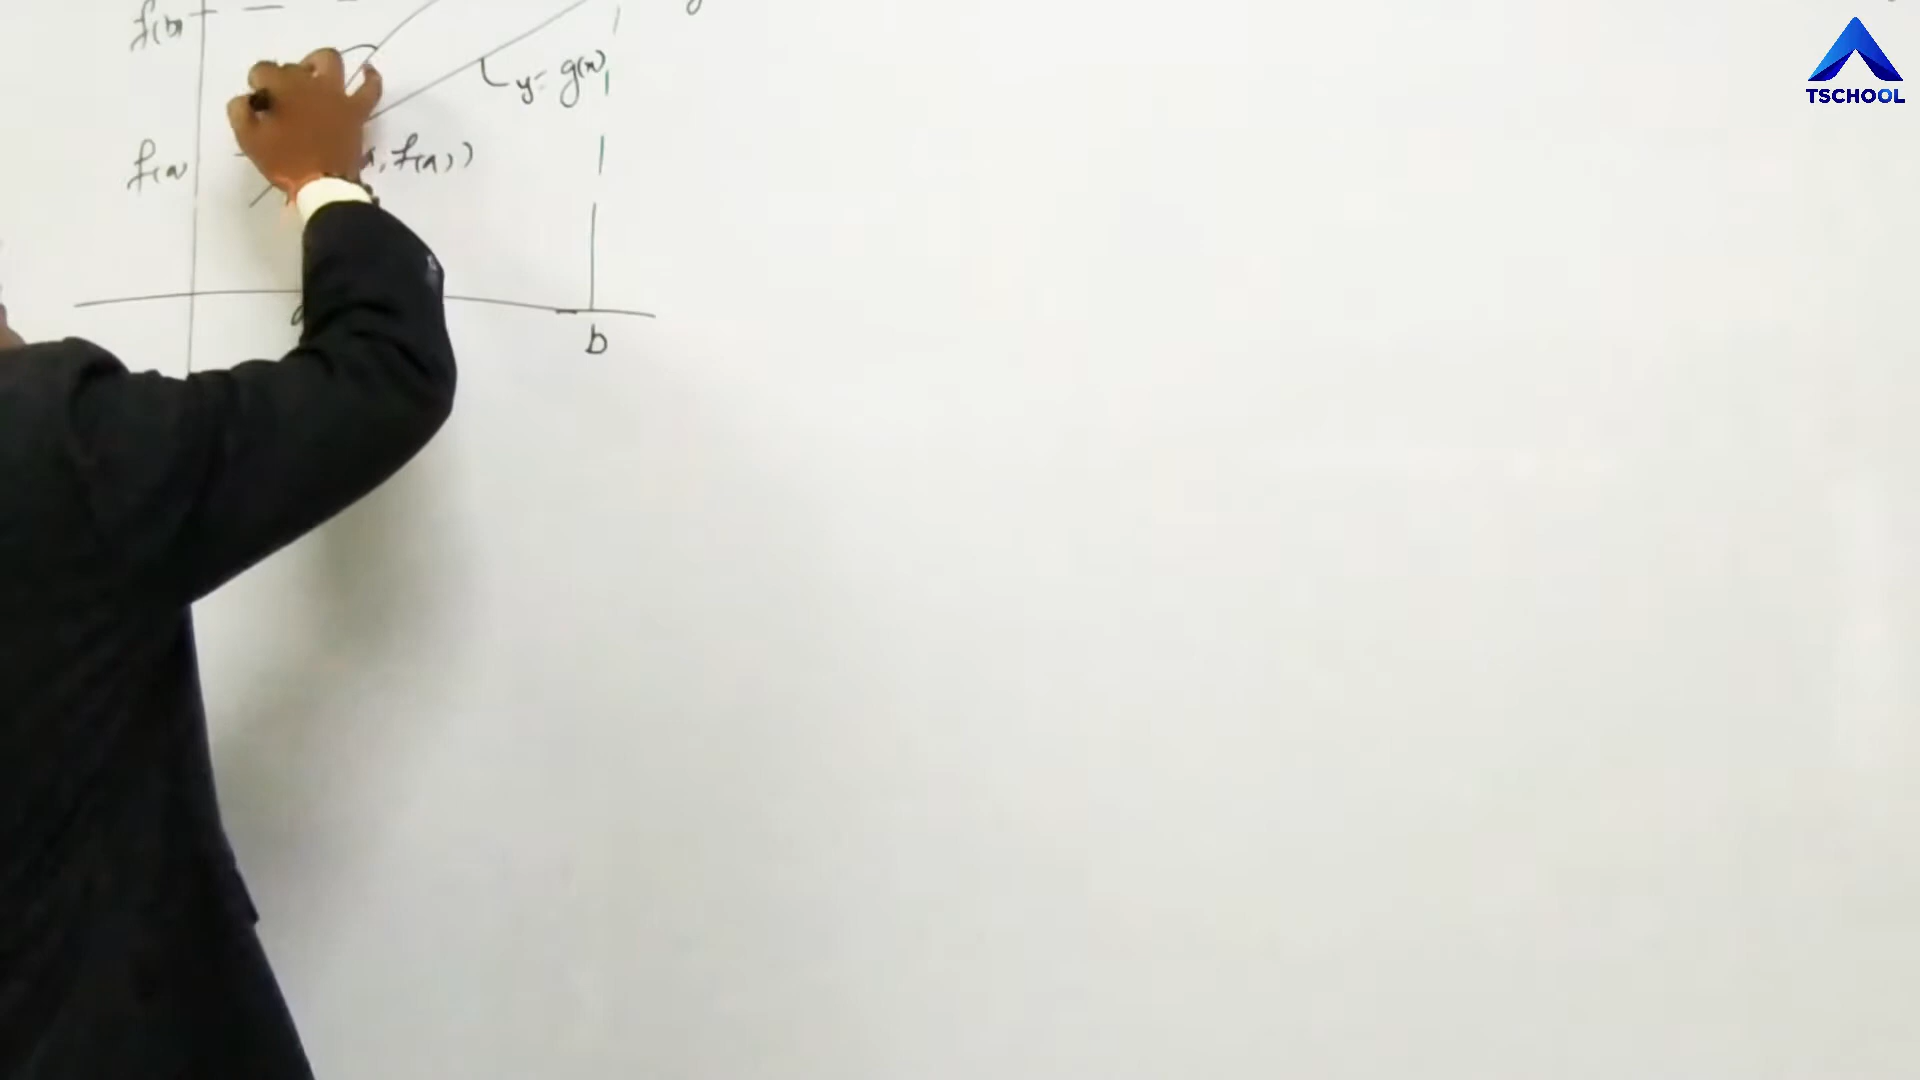 f(b)
y = g(x)
f(a)
, f(a))
b
TSCHOOL